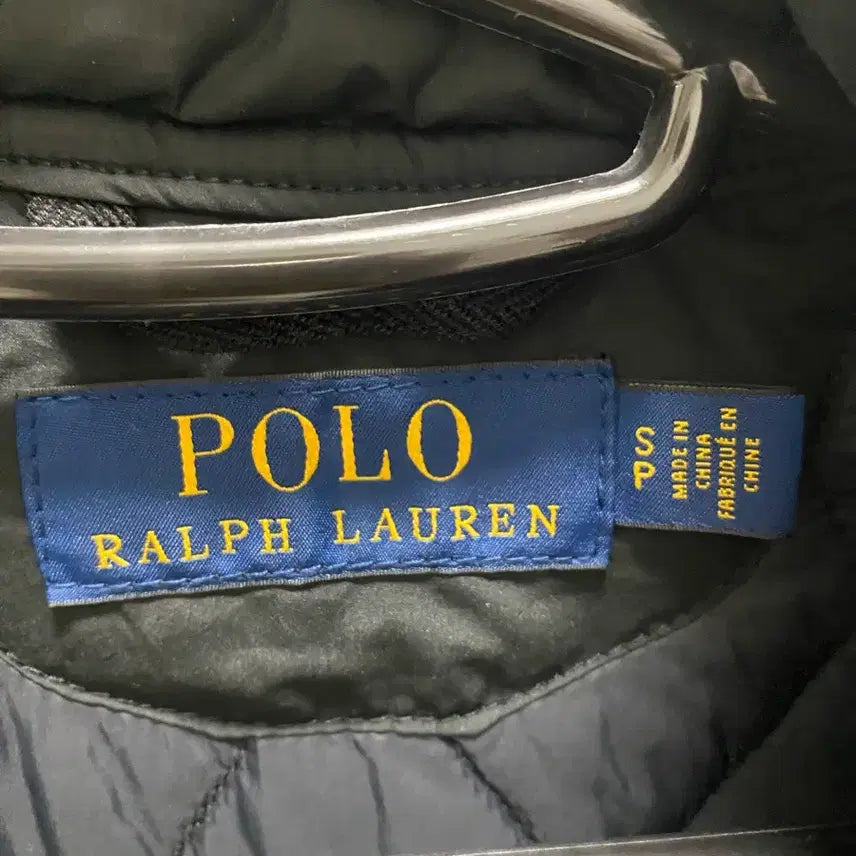 POLO
RALPH LAUREN
S
P
MADE IN
CHINA
FABRIQUÉ EN
CHINE